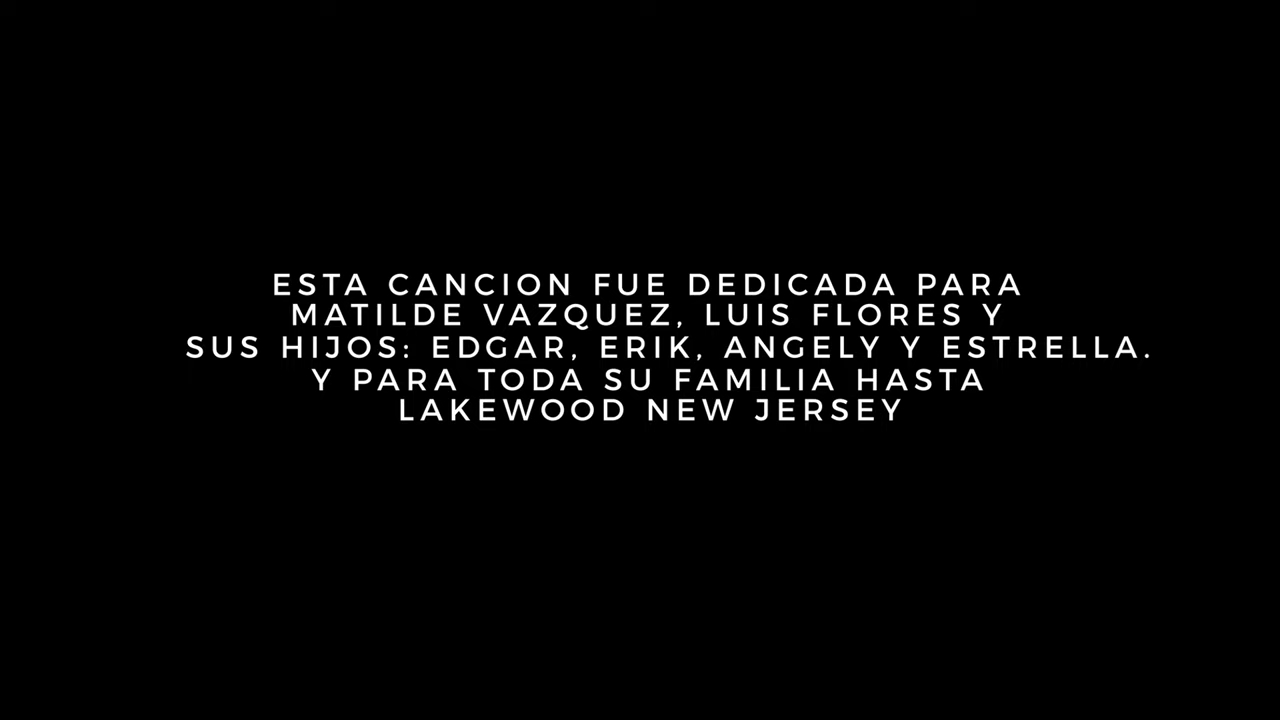 ESTA CANCION FUE DEDICADA PARA
MATILDE VAZQUEZ, LUIS FLORES Y
SUS HIJOS: EDGAR, ERIK, ANGELY Y ESTRELLA.
Y PARA TODA SU FAMILIA HASTA
LAKEWOOD NEW JERSEY